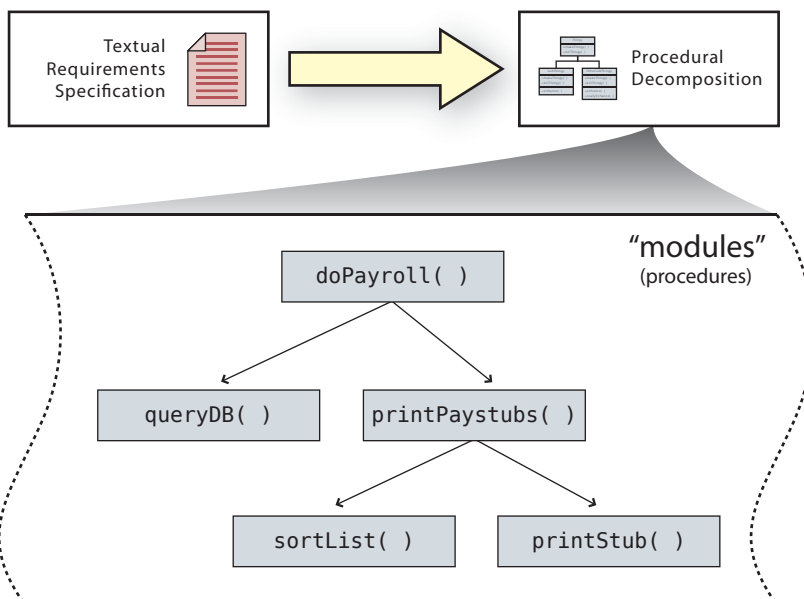 Textual
Requirements
Specification
Procedural
Decomposition
"modules"
(procedures)
doPayroll( )
queryDB( )
printPaystubs( )
sortList( )
printStub( )